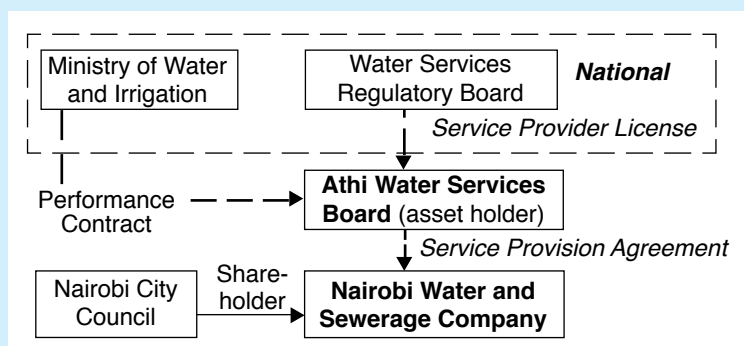 Ministry of Water
and Irrigation
Water Services
Regulatory Board
National
Service Provider License
Athi Water Services
Board (asset holder)
Performance
Contract
Service Provision Agreement
Nairobi City
Council
Share-
holder
Nairobi Water and
Sewerage Company